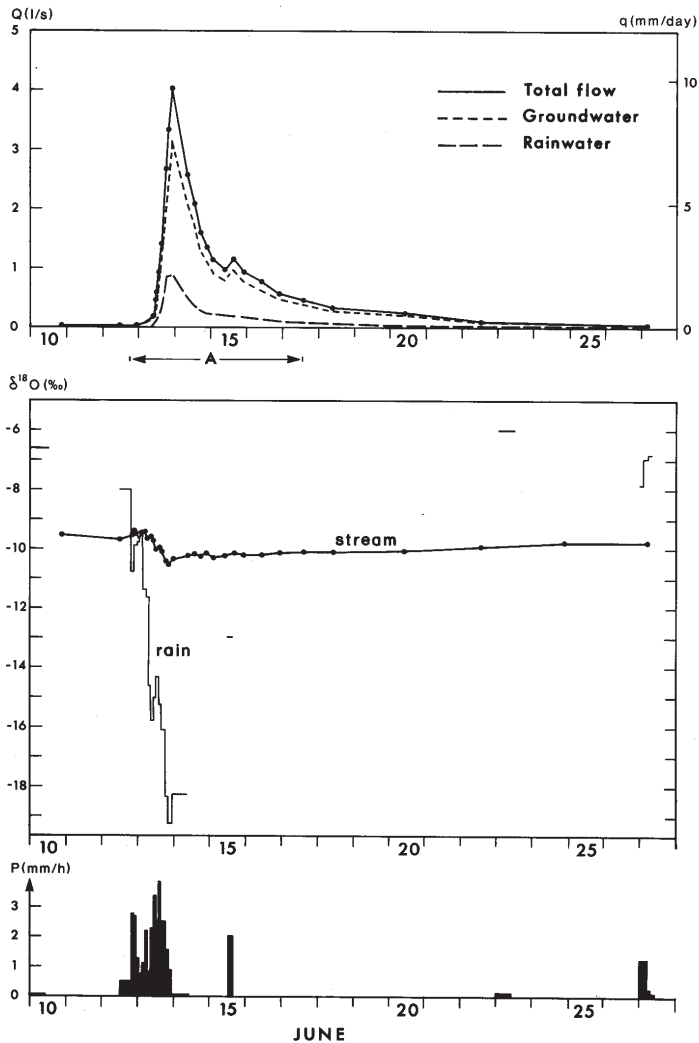 Q(l/s)
q(mm/day)
5
4
3
2
1
0
10
5
0
Total flow
Groundwater
Rainwater
10 15 20 25
A
δ¹⁸O(‰)
-6
-8
-10
-12
-14
-16
-18
stream
rain
10 15 20 25
P(mm/h)
3
2
1
0
10 15 20 25
JUNE